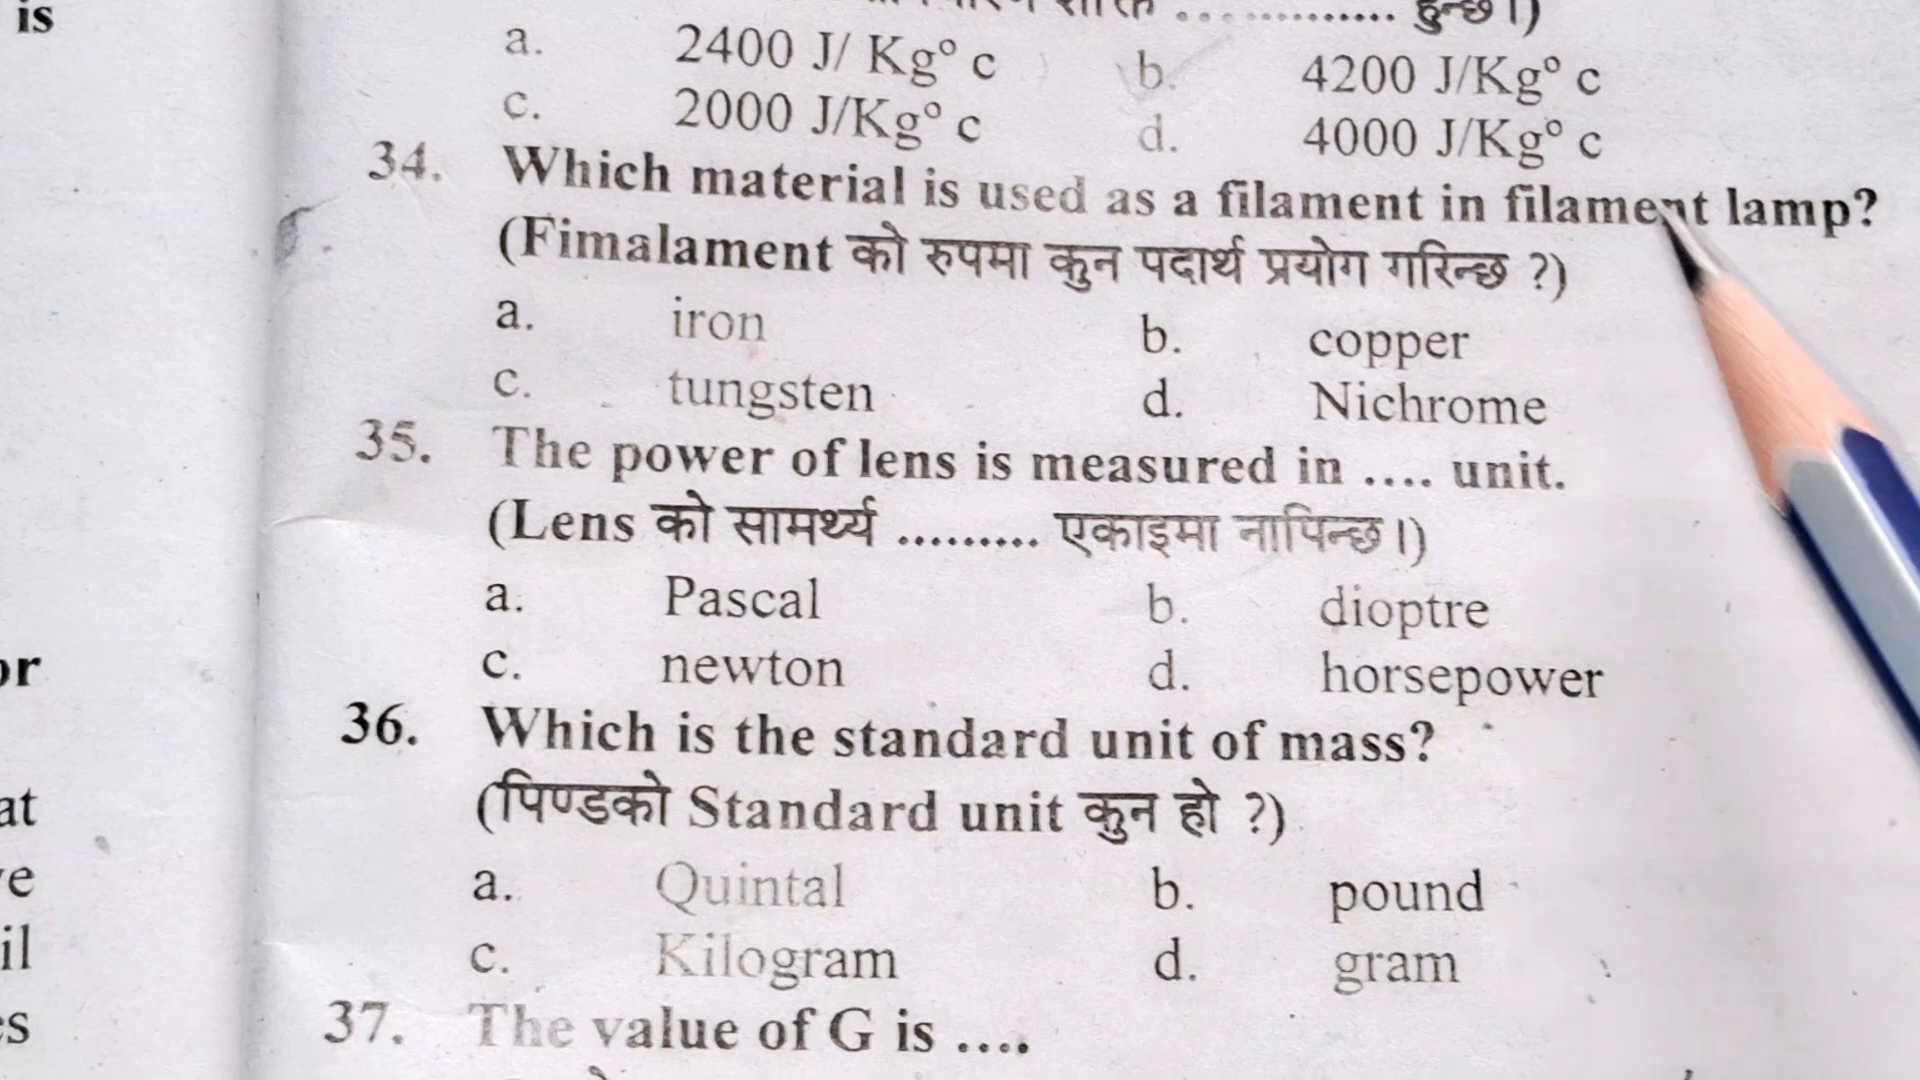 is
हुन्छ।)
a. 2400 J/ Kg° c b. 4200 J/Kg° c
c. 2000 J/Kg° c d. 4000 J/Kg° c
34. Which material is used as a filament in filament lamp?
(Fimalament को रुपमा कुन पदार्थ प्रयोग गरिन्छ ?)
a. iron b. copper
c. tungsten d. Nichrome
35. The power of lens is measured in .... unit.
(Lens को सामर्थ्य ......... एकाइमा नापिन्छ।)
a. Pascal b. dioptre
c. newton d. horsepower
or
36. Which is the standard unit of mass?
(पिण्डको Standard unit कुन हो ?)
at
a. Quintal b. pound
e
c. Kilogram d. gram
il
37. The value of G is ....
s